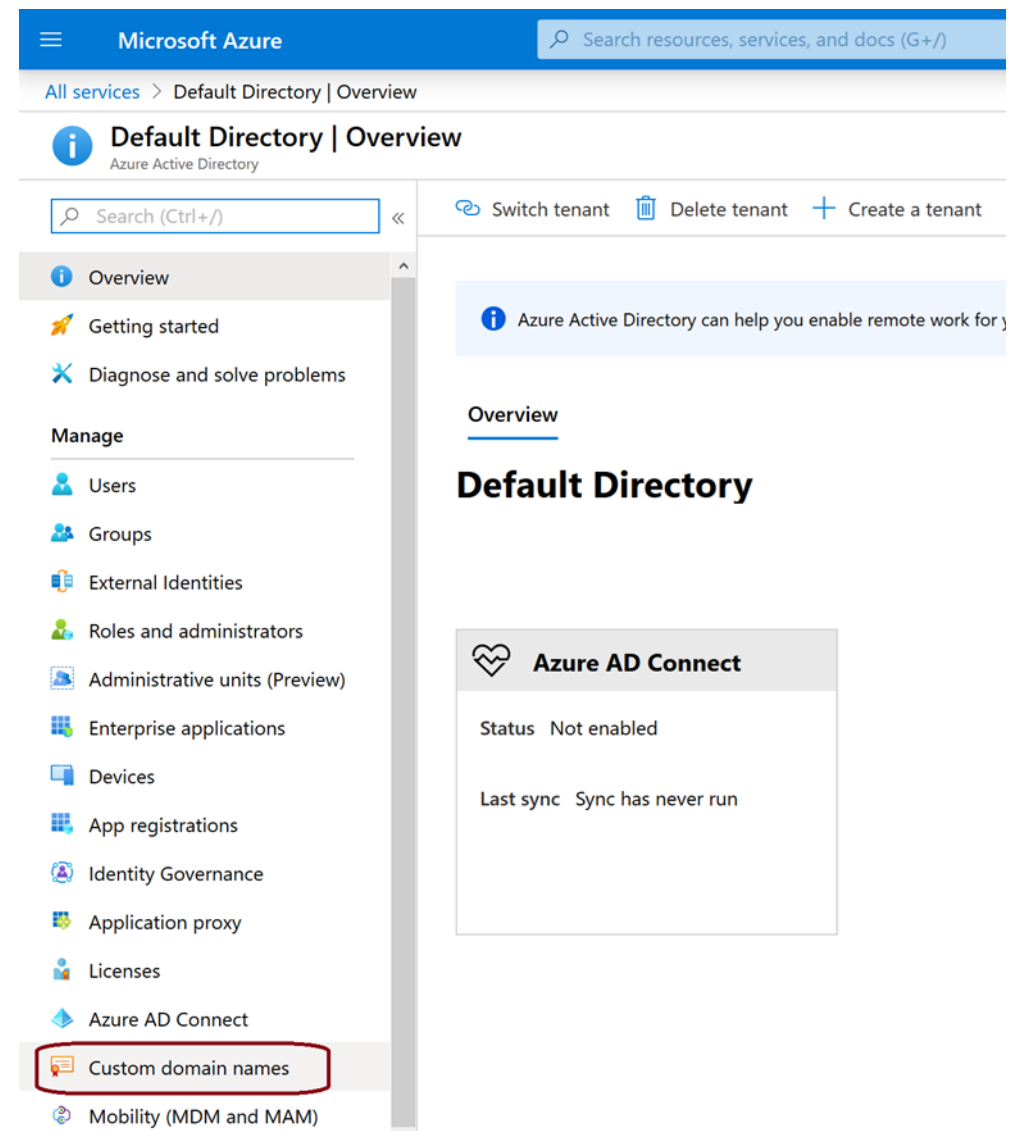 Microsoft Azure
Search resources, services, and docs (G+/)
All services > Default Directory | Overview
Default Directory | Overview
Azure Active Directory
Search (Ctrl+/)
«
Switch tenant
Delete tenant
Create a tenant
Overview
Getting started
Diagnose and solve problems
Manage
Users
Groups
External Identities
Roles and administrators
Administrative units (Preview)
Enterprise applications
Devices
App registrations
Identity Governance
Application proxy
Licenses
Azure AD Connect
Custom domain names
Mobility (MDM and MAM)
Azure Active Directory can help you enable remote work for
Overview
Default Directory
Azure AD Connect
Status Not enabled
Last sync Sync has never run